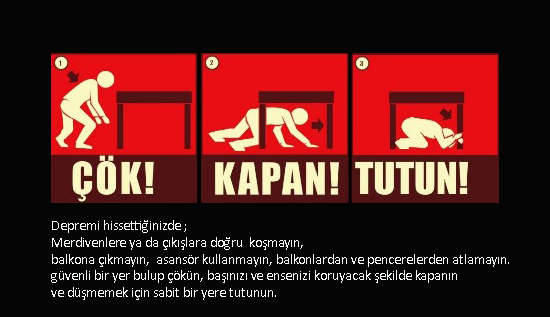 1
2
3
ÇÖK!
KAPAN!
TUTUN!
Depremi hissettiğinizde ;
Merdivenlere ya da çıkışlara doğru koşmayın,
balkona çıkmayın, asansör kullanmayın, balkonlardan ve pencerelerden atlamayın.
güvenli bir yer bulup çökün, başınızı ve ensenizi koruyacak şekilde kapanın
ve düşmemek için sabit bir yere tutunun.